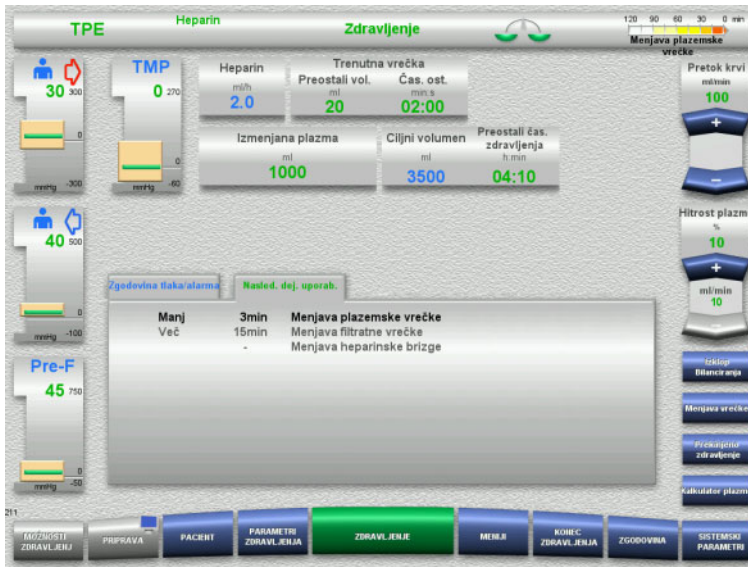 TPE
Heparin
Zdravljenje
120 90 60 30 0 min
Menjava plazemske
vrečke
30
300
0
-300
mmHg
TMP
0
270
0
-60
mmHg
Heparin
ml/h
2.0
Trenutna vrečka
Preostali vol. Čas. ost.
ml min:s
20 02:00
Izmenjana plazma
ml
1000
Ciljni volumen
ml
3500
Preostali čas.
zdravljenja
h:min
04:10
Pretok krvi
ml/min
100
+
–
40
500
0
-100
mmHg
Hitrost plazm
%
10
+
ml/min
10
–
Zgodovina tlaka/alarma
Nasled. dej. uporab.
Manj 3min Menjava plazemske vrečke
Več 15min Menjava filtratne vrečke
- Menjava heparinske brizge
Pre-F
45
750
0
-50
mmHg
Izklop
Bilanciranja
Menjava vrečke
Prekinjeno
zdravljenje
Kalkulator plazm
211
MOŽNOSTI
ZDRAVLJENJ
PRIPRAVA
PACIENT
PARAMETRI
ZDRAVLJENJA
ZDRAVLJENJE
MENIJI
KONEC
ZDRAVLJENJA
ZGODOVINA
SISTEMSKI
PARAMETRI